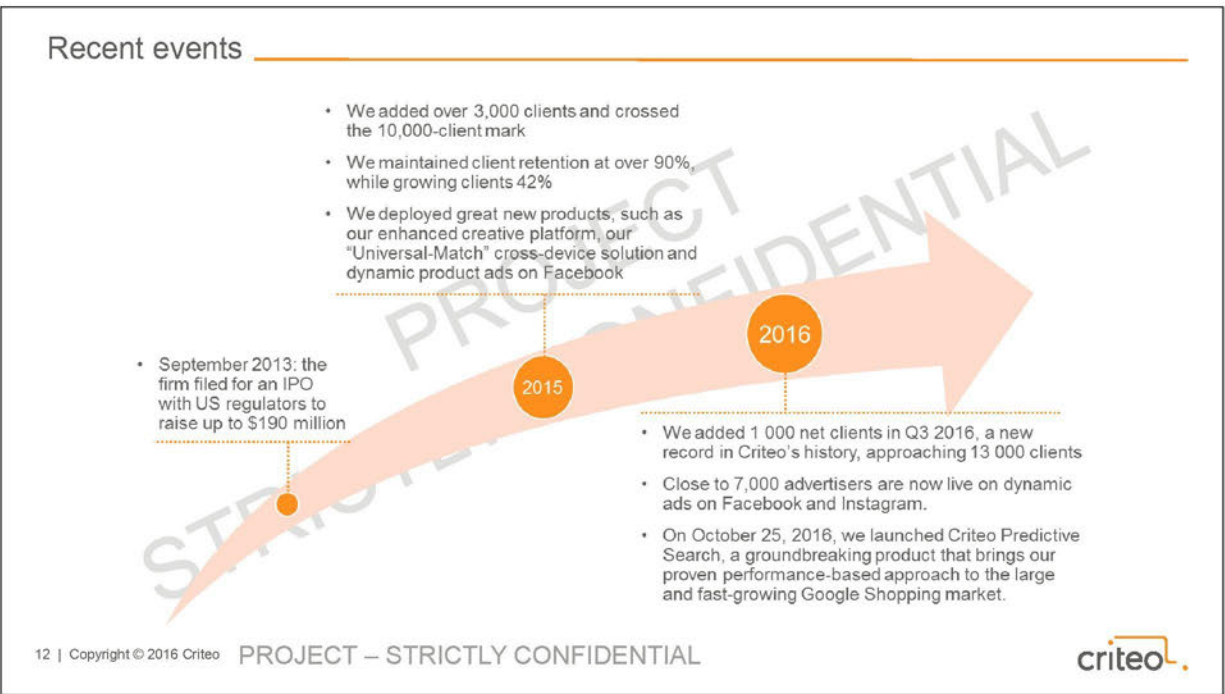 Recent events
• We added over 3,000 clients and crossed
the 10,000-client mark
• We maintained client retention at over 90%,
while growing clients 42%
• We deployed great new products, such as
our enhanced creative platform, our
“Universal-Match” cross-device solution and
dynamic product ads on Facebook
PROJECT
STRICTLY CONFIDENTIAL
2016
2015
• September 2013: the
firm filed for an IPO
with US regulators to
raise up to $190 million
• We added 1 000 net clients in Q3 2016, a new
record in Criteo’s history, approaching 13 000 clients
• Close to 7,000 advertisers are now live on dynamic
ads on Facebook and Instagram.
• On October 25, 2016, we launched Criteo Predictive
Search, a groundbreaking product that brings our
proven performance-based approach to the large
and fast-growing Google Shopping market.
12 | Copyright © 2016 Criteo PROJECT – STRICTLY CONFIDENTIAL
criteo